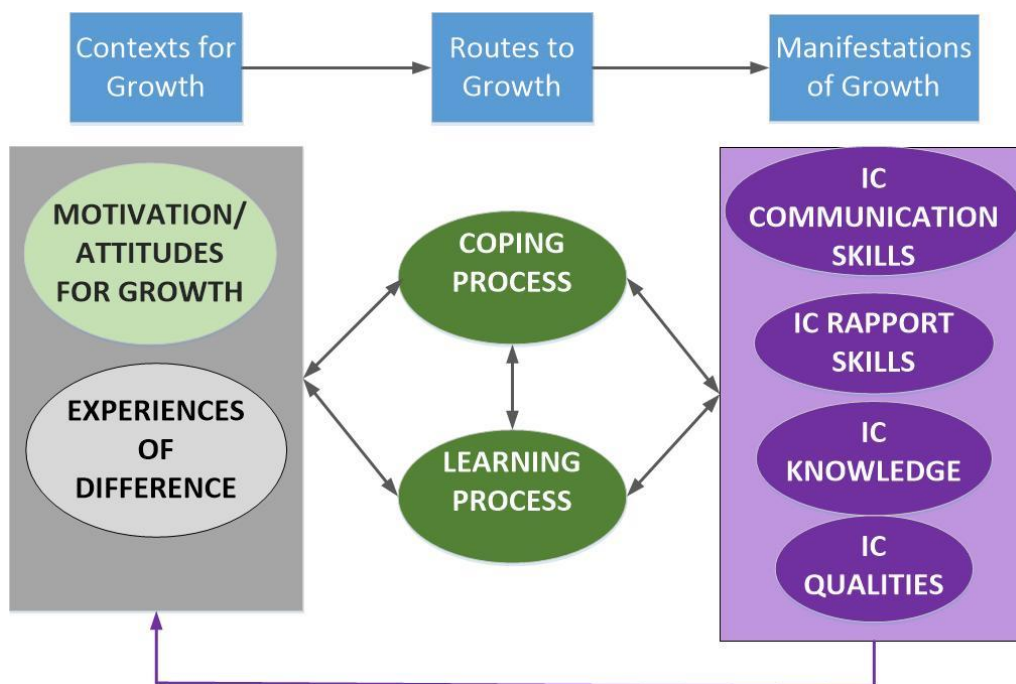 Contexts for
Growth
Routes to
Growth
Manifestations
of Growth
MOTIVATION/
ATTITUDES
FOR GROWTH
EXPERIENCES
OF
DIFFERENCE
COPING
PROCESS
LEARNING
PROCESS
IC
COMMUNICATION
SKILLS
IC RAPPORT
SKILLS
IC
KNOWLEDGE
IC
QUALITIES